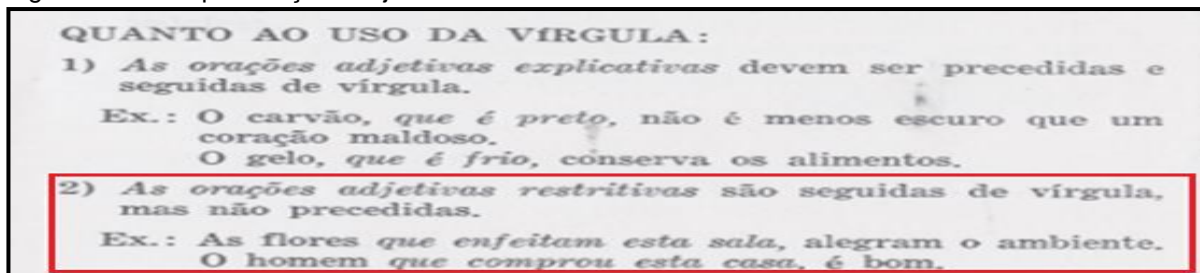 QUANTO AO USO DA VÍRGULA:
1) As orações adjetivas explicativas devem ser precedidas e
seguidas de vírgula.
Ex.: O carvão, que é preto, não é menos escuro que um
coração maldoso.
O gelo, que é frio, conserva os alimentos.
2) As orações adjetivas restritivas são seguidas de vírgula,
mas não precedidas.
Ex.: As flores que enfeitam esta sala, alegram o ambiente.
O homem que comprou esta casa, é bom.